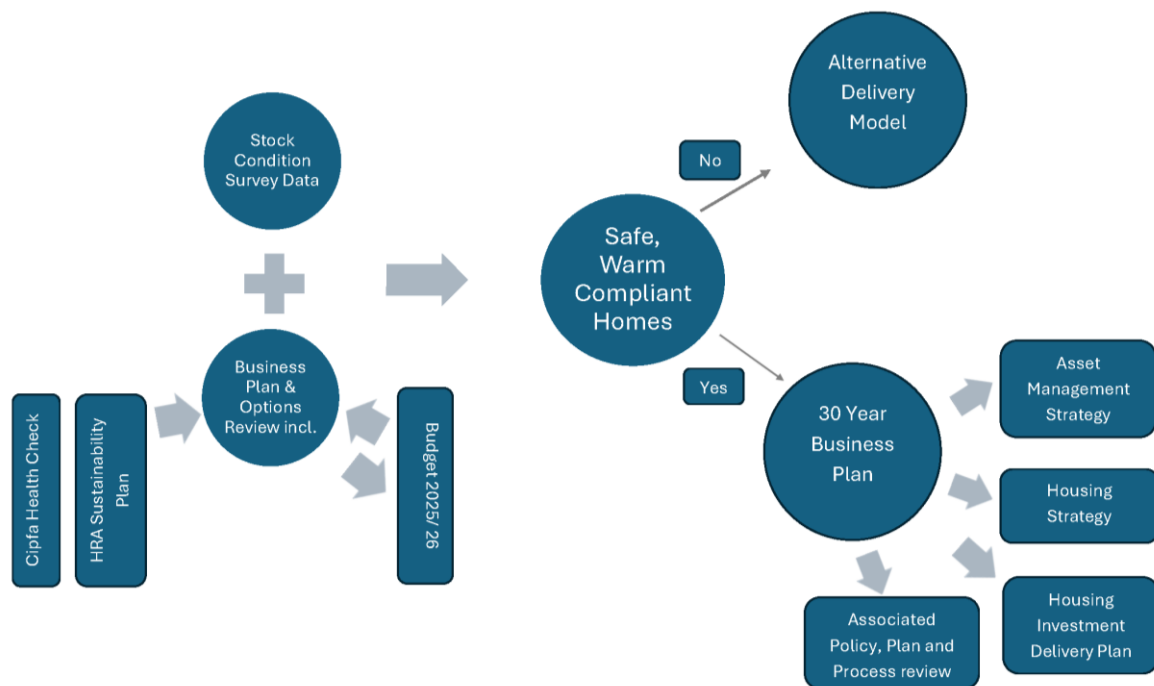 Stock
Condition
Survey Data
Business
Plan &
Options
Review incl.
Cipfa Health Check
HRA Sustainability
Plan
Budget 2025/ 26
Safe,
Warm
Compliant
Homes
No
Alternative
Delivery
Model
Yes
30 Year
Business
Plan
Asset
Management
Strategy
Housing
Strategy
Housing
Investment
Delivery Plan
Associated
Policy, Plan and
Process review